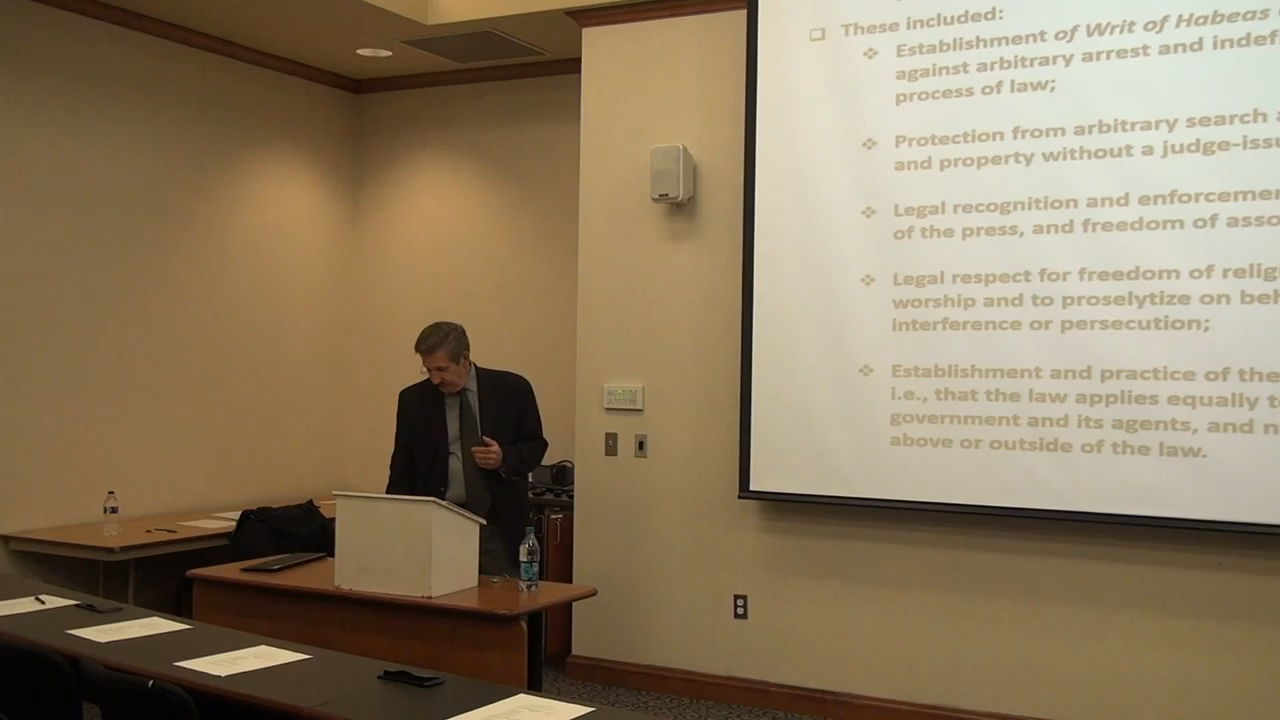 These included:
Establishment of Writ of Habeas
against arbitrary arrest and indef
process of law;
Protection from arbitrary search
and property without a judge-issu
Legal recognition and enforcemen
of the press, and freedom of asso
Legal respect for freedom of relig
worship and to proselytize on bel
interference or persecution;
Establishment and practice of the
i.e., that the law applies equally t
government and its agents, and n
above or outside of the law.